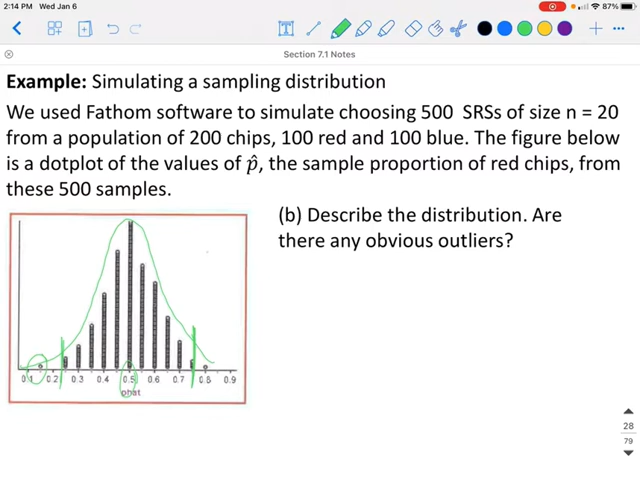 2:14 PM Wed Jan 6
87%
Section 7.1 Notes
Example: Simulating a sampling distribution
We used Fathom software to simulate choosing 500 SRSs of size n = 20
from a population of 200 chips, 100 red and 100 blue. The figure below
is a dotplot of the values of p̂, the sample proportion of red chips, from
these 500 samples.
(b) Describe the distribution. Are
there any obvious outliers?
0.1 0.2 0.3 0.4 0.5 0.6 0.7 0.8 0.9
phat
28
79